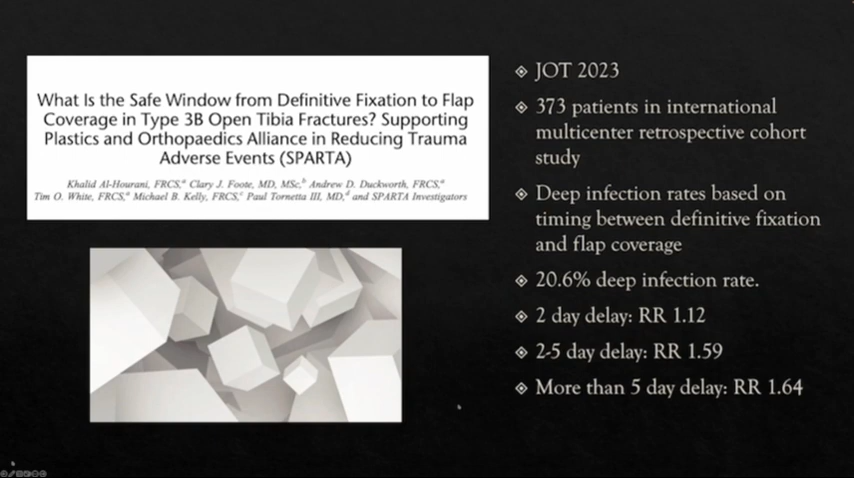 What Is the Safe Window from Definitive Fixation to Flap
Coverage in Type 3B Open Tibia Fractures? Supporting
Plastics and Orthopaedics Alliance in Reducing Trauma
Adverse Events (SPARTA)
Khalid Al-Hourani, FRCS,ᵃ Clary J. Foote, MD, MSc,ᵇ Andrew D. Duckworth, FRCS,ᵃ
Tim O. White, FRCS,ᵃ Michael B. Kelly, FRCS,ᶜ Paul Tornetta III, MD,ᵈ and SPARTA Investigators
JOT 2023
373 patients in international
multicenter retrospective cohort
study
Deep infection rates based on
timing between definitive fixation
and flap coverage
20.6% deep infection rate.
2 day delay: RR 1.12
2-5 day delay: RR 1.59
More than 5 day delay: RR 1.64